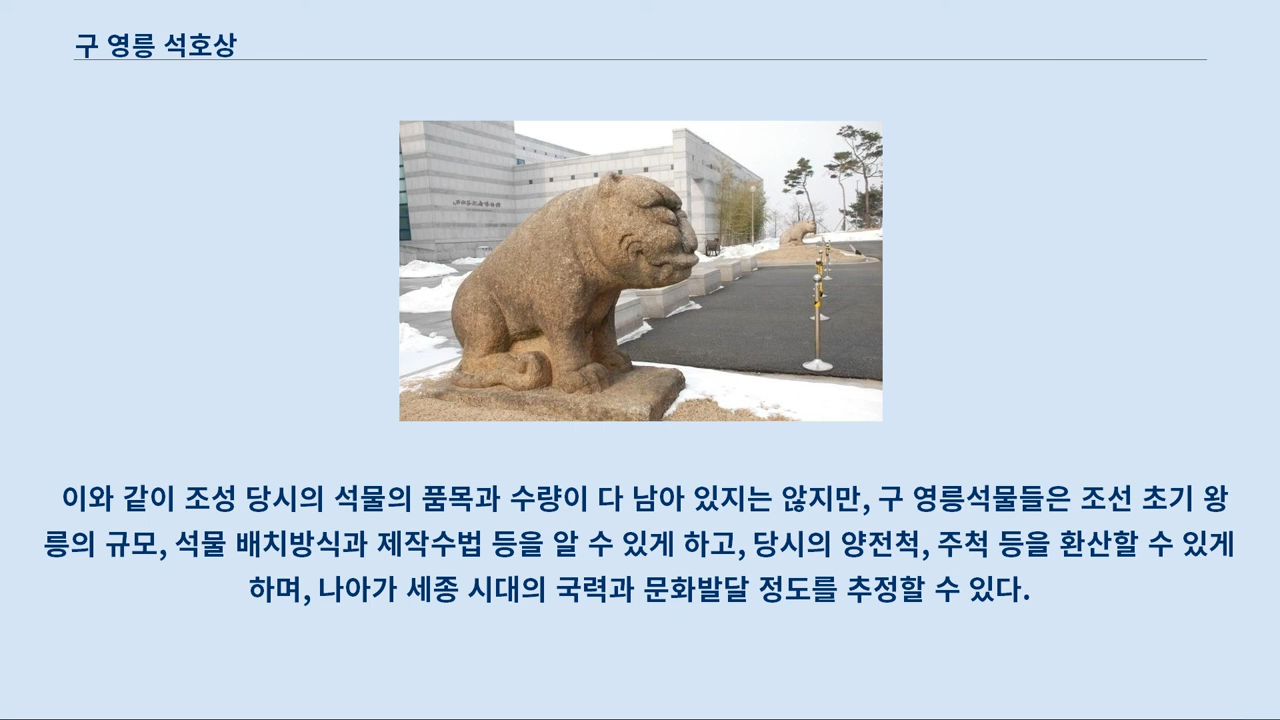 구 영릉 석호상
이와 같이 조성 당시의 석물의 품목과 수량이 다 남아 있지는 않지만, 구 영릉석물들은 조선 초기 왕
릉의 규모, 석물 배치방식과 제작수법 등을 알 수 있게 하고, 당시의 양전척, 주척 등을 환산할 수 있게
하며, 나아가 세종 시대의 국력과 문화발달 정도를 추정할 수 있다.